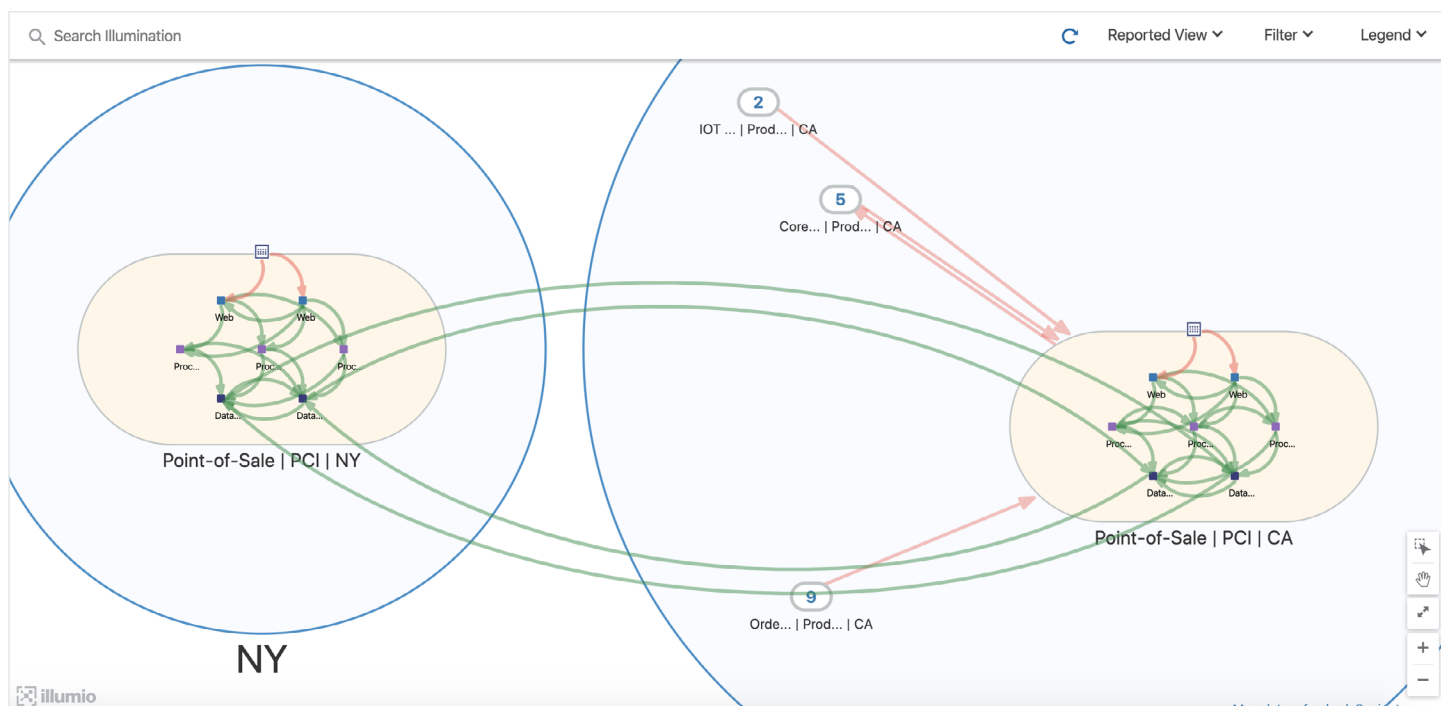 Search Illumination
Reported View
Filter
Legend
2
IOT ... | Prod... | CA
5
Core... | Prod... | CA
Web
Web
Proc...
Proc...
Proc...
Data...
Data...
Point-of-Sale | PCI | NY
Web
Web
Proc...
Proc...
Proc...
Data...
Data...
Point-of-Sale | PCI | CA
9
Orde... | Prod... | CA
NY
illumio